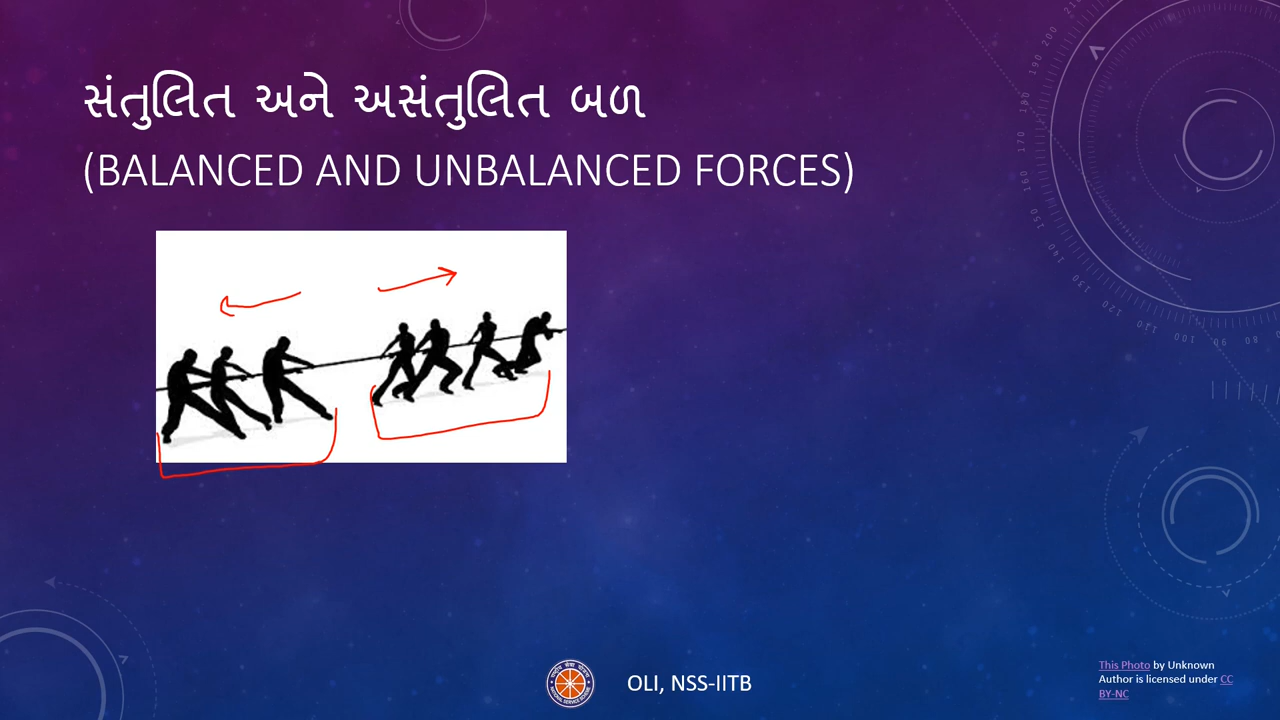 સંતુલિત અને અસંતુલિત બળ
(BALANCED AND UNBALANCED FORCES)
OLI, NSS-IITB
This Photo by Unknown
Author is licensed under CC
BY-NC